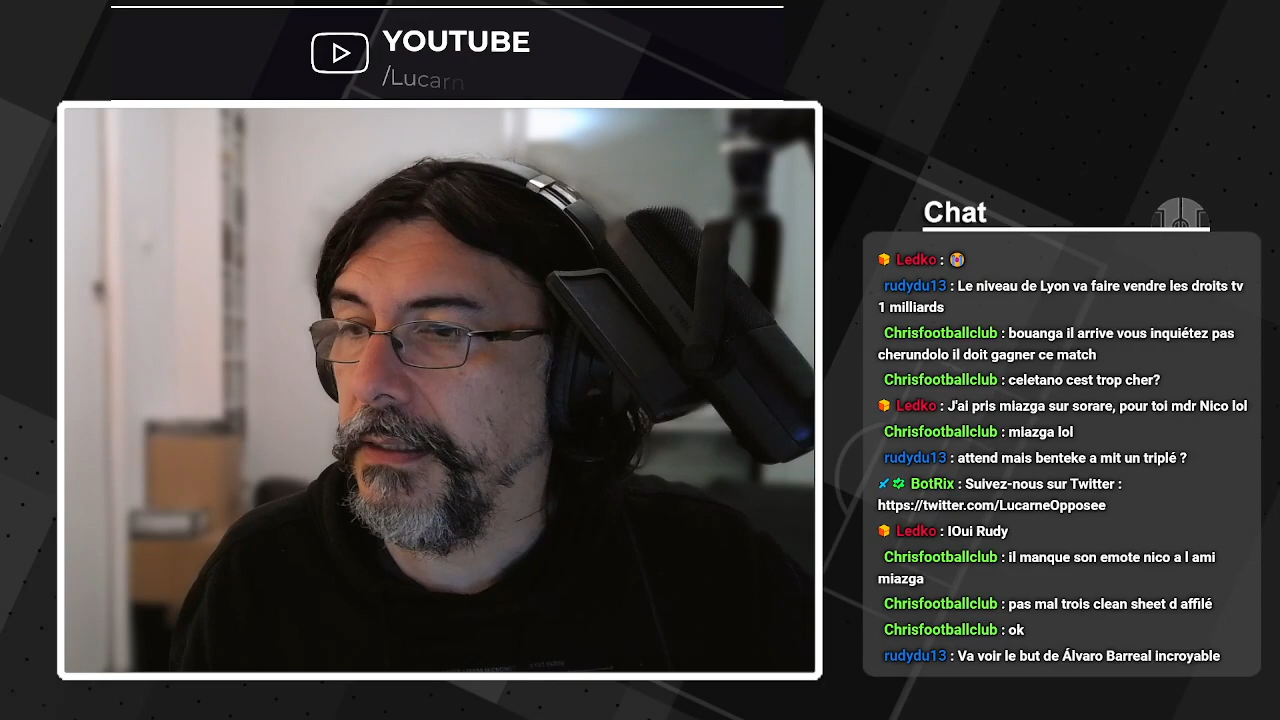 YOUTUBE
/Lucarn
Chat
Ledko :
rudydu13 : Le niveau de Lyon va faire vendre les droits tv
1 milliards
Chrisfootballclub : bouanga il arrive vous inquiétez pas
cherundolo il doit gagner ce match
Chrisfootballclub : celetano cest trop cher?
Ledko : J'ai pris miazga sur sorare, pour toi mdr Nico lol
Chrisfootballclub : miazga lol
rudydu13 : attend mais benteke a mit un triplé ?
BotRix : Suivez-nous sur Twitter :
https://twitter.com/LucarneOpposee
Ledko : IOui Rudy
Chrisfootballclub : il manque son emote nico a l ami
miazga
Chrisfootballclub : pas mal trois clean sheet d affilé
Chrisfootballclub : ok
rudydu13 : Va voir le but de Álvaro Barreal incroyable